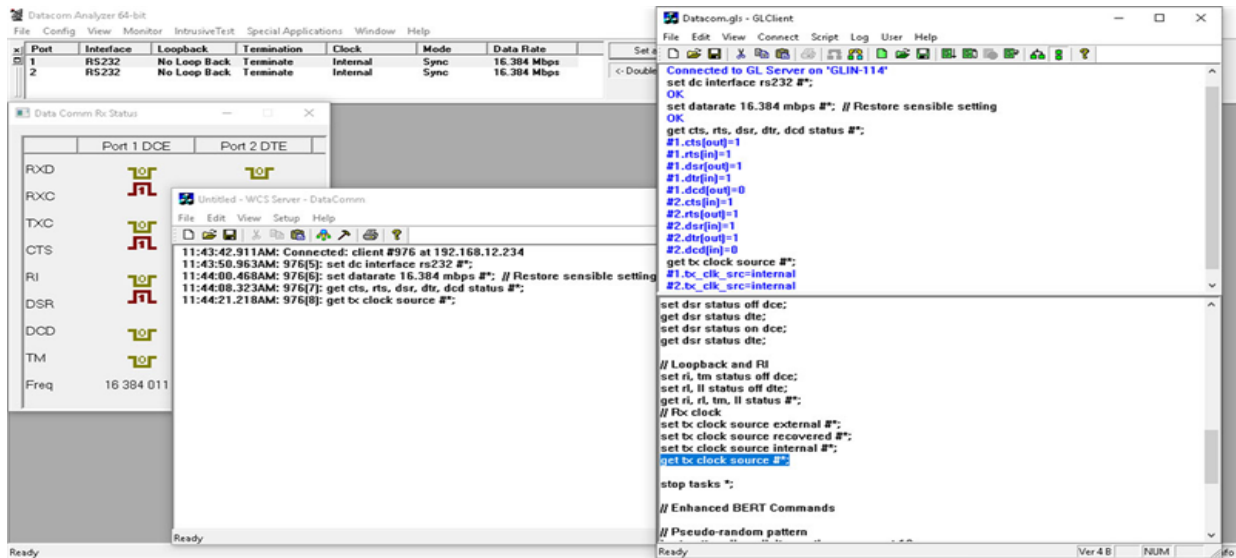 Datacom Analyzer 64-bit
File Config View Monitor IntrusiveTest Special Applications Window Help
Port Interface Loopback Termination Clock Mode Data Rate
1 RS232 No Loop Back Terminate Internal Sync 16.384 Mbps
2 RS232 No Loop Back Terminate Internal Sync 16.384 Mbps
Set a
<- Double
Data Comm Rx Status
Port 1 DCE Port 2 DTE
RXD
RXC
TXC
CTS
RI
DSR
DCD
TM
Freq 16 384 011
Untitled - WCS Server - DataComm
File Edit View Setup Help
11:43:42.911AM: Connected: client #976 at 192.168.12.234
11:43:50.963AM: 976[5]: set dc interface rs232 #*;
11:44:00.468AM: 976[6]: set datarate 16.384 mbps #*; // Restore sensible setting
11:44:08.323AM: 976[7]: get cts, rts, dsr, dtr, dcd status #*;
11:44:21.218AM: 976[8]: get tx clock source #*;
Ready
Ready
Datacom.gls - GLClient
File Edit View Connect Script Log User Help
Connected to GL Server on 'GLIN-114'
set dc interface rs232 #*;
OK
set datarate 16.384 mbps #*; // Restore sensible setting
OK
get cts, rts, dsr, dtr, dcd status #*;
#1.cts[out]=1
#1.rts[in]=1
#1.dsr[out]=1
#1.dtr[in]=1
#1.dcd[out]=0
#2.cts[in]=1
#2.rts[out]=1
#2.dsr[in]=1
#2.dtr[out]=1
#2.dcd[in]=0
get tx clock source #*;
#1.tx_clk_src=internal
#2.tx_clk_src=internal
set dsr status off dce;
get dsr status dte;
set dsr status on dce;
get dsr status dte;
// Loopback and RI
set ri, tm status off dce;
set rl, ll status off dte;
get ri, rl, tm, ll status #*;
// Rx clock
set tx clock source external #*;
set tx clock source recovered #*;
set tx clock source internal #*;
get tx clock source #*;
stop tasks *;
// Enhanced BERT Commands
// Pseudo-random pattern
Ready Ver 4 B NUM